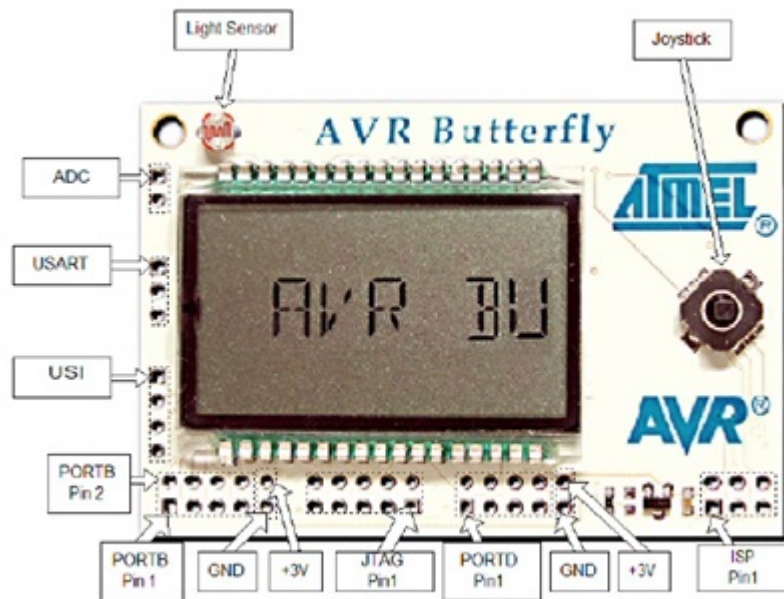 Light Sensor
Joystick
AVR Butterfly
ADC
ATMEL®
USART
AVR BU
USI
AVR®
PORTB
Pin 2
PORTB
Pin 1
GND
+3V
JTAG
Pin1
PORTD
Pin1
GND
+3V
ISP
Pin1